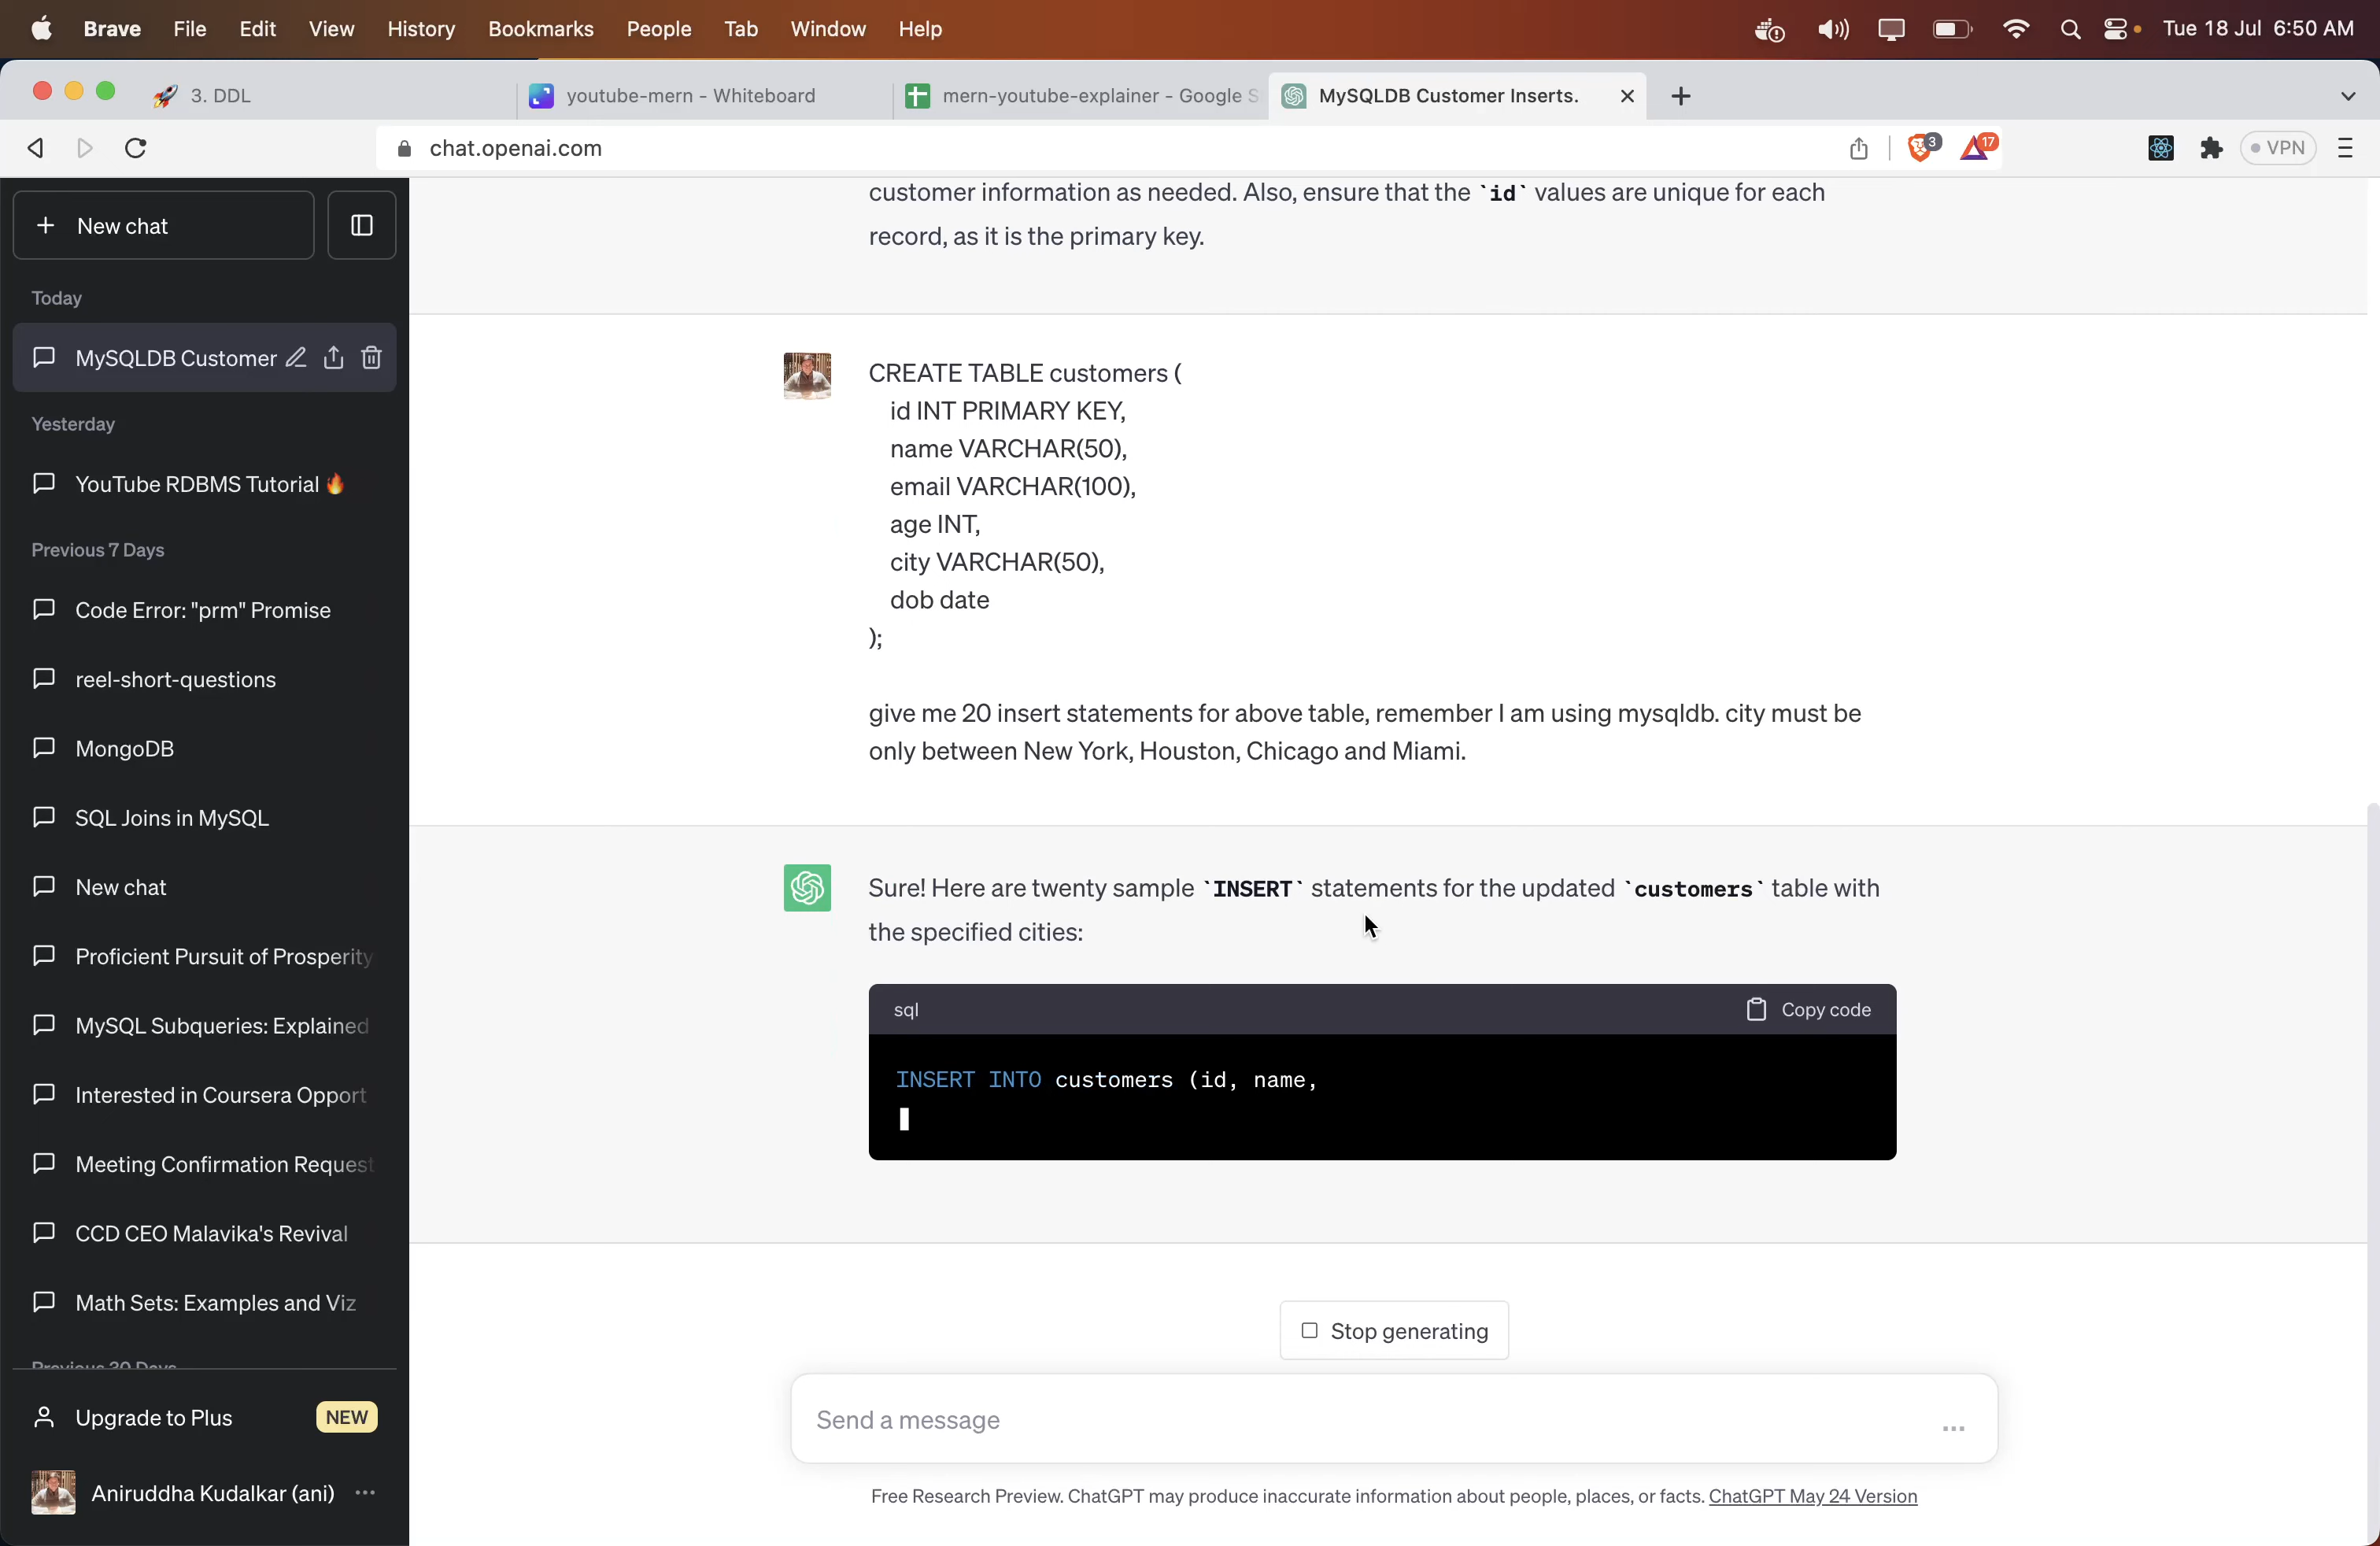 Brave File Edit View History Bookmarks People Tab Window Help
Tue 18 Jul 6:50 AM
3. DDL
youtube-mern - Whiteboard
mern-youtube-explainer - Google S
MySQLDB Customer Inserts.
chat.openai.com
3
17
VPN
New chat
Today
MySQLDB Customer
Yesterday
YouTube RDBMS Tutorial 🔥
Previous 7 Days
Code Error: "prm" Promise
reel-short-questions
MongoDB
SQL Joins in MySQL
New chat
Proficient Pursuit of Prosperity
MySQL Subqueries: Explained
Interested in Coursera Opport
Meeting Confirmation Request
CCD CEO Malavika's Revival
Math Sets: Examples and Viz
Previous 30 Days
Upgrade to Plus
NEW
Aniruddha Kudalkar (ani)
customer information as needed. Also, ensure that the `id` values are unique for each
record, as it is the primary key.
CREATE TABLE customers (
id INT PRIMARY KEY,
name VARCHAR(50),
email VARCHAR(100),
age INT,
city VARCHAR(50),
dob date
);
give me 20 insert statements for above table, remember I am using mysqldb. city must be
only between New York, Houston, Chicago and Miami.
Sure! Here are twenty sample `INSERT` statements for the updated `customers` table with
the specified cities:
sql
Copy code
INSERT INTO customers (id, name,
Stop generating
Send a message
Free Research Preview. ChatGPT may produce inaccurate information about people, places, or facts. ChatGPT May 24 Version